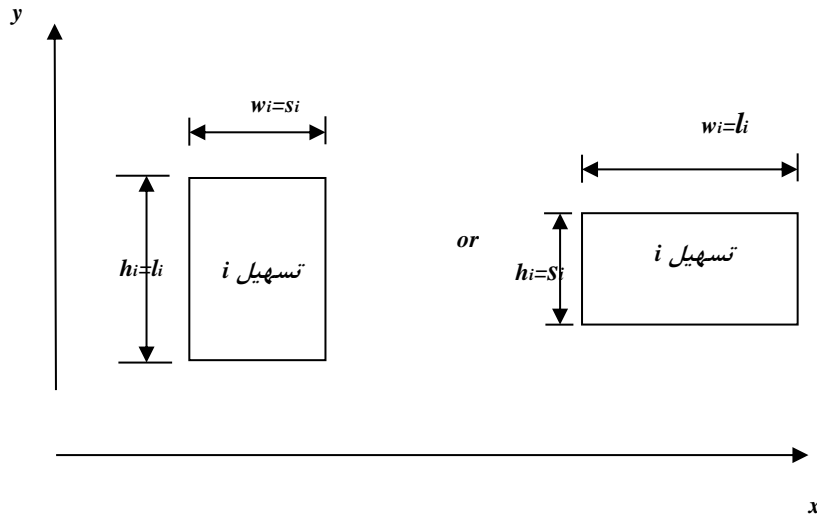 y
wi=si
wi=li
or
hi=li
تسهیل i
hi=si
تسهیل i
x